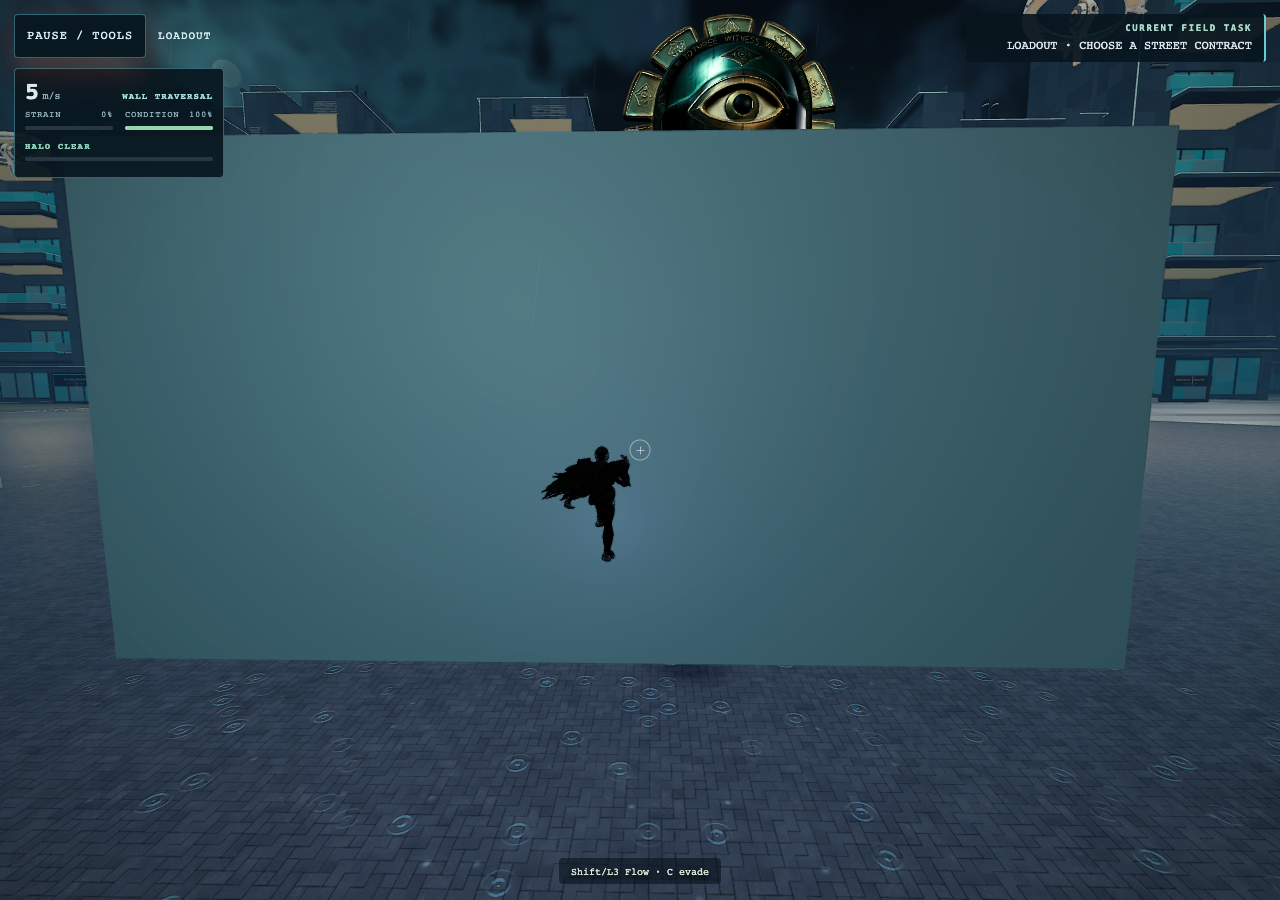 PAUSE / TOOLS
LOADOUT
CURRENT FIELD TASK
LOADOUT · CHOOSE A STREET CONTRACT
5 m/s
WALL TRAVERSAL
STRAIN 0%
CONDITION 100%
HALO CLEAR
WITNESS
Shift/L3 Flow · C evade